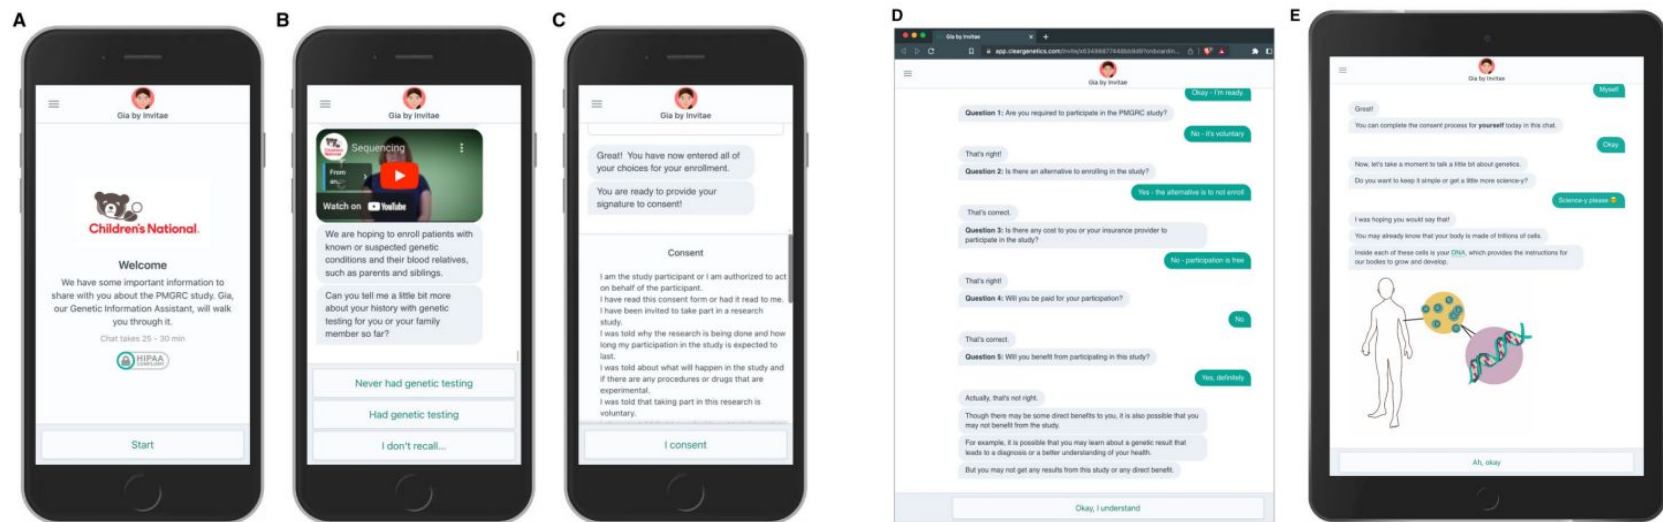 A
Gia by Invitae
Children's National.
Welcome
We have some important information to
share with you about the PMGRC study. Gia,
our Genetic Information Assistant, will walk
you through it.
Chat takes 25 - 30 min
HIPAA
COMPLIANT
Start
B
Gia by Invitae
Children's National
Sequencing
From
an...
Watch on YouTube
We are hoping to enroll patients with
known or suspected genetic
conditions and their blood relatives,
such as parents and siblings.
Can you tell me a little bit more
about your history with genetic
testing for you or your family
member so far?
Never had genetic testing
Had genetic testing
I don't recall...
C
Gia by Invitae
Great! You have now entered all of
your choices for your enrollment.
You are ready to provide your
signature to consent!
Consent
I am the study participant or I am authorized to act
on behalf of the participant.
I have read this consent form or had it read to me.
I have been invited to take part in a research
study.
I was told why the research is being done and how
long my participation in the study is expected to
last.
I was told about what will happen in the study and
if there are any procedures or drugs that are
experimental.
I was told that taking part in this research is
voluntary.
I consent
D
Gia by Invitae
Gia by Invitae
Okay - I'm ready.
Question 1: Are you required to participate in the PMGRC study?
No - it's voluntary
That's right!
Question 2: Is there an alternative to enrolling in the study?
Yes - the alternative is to not enroll
That's correct.
Question 3: Is there any cost to you or your insurance provider to
participate in the study?
No - participation is free
That's right!
Question 4: Will you be paid for your participation?
No
That's correct.
Question 5: Will you benefit from participating in this study?
Yes, definitely
Actually, that's not right.
Though there may be some direct benefits to you, it is also possible that you
may not benefit from the study.
For example, it is possible that you may learn about a genetic result that
leads to a diagnosis or a better understanding of your health.
But you may not get any results from this study or any direct benefit.
Okay, I understand
E
Gia by Invitae
Myself
Great!
You can complete the consent process for yourself today in this chat.
Okay
Now, let's take a moment to talk a little bit about genetics.
Do you want to keep it simple or get a little more science-y?
Science-y please
I was hoping you would say that!
You may already know that your body is made of trillions of cells.
Inside each of these cells is your DNA, which provides the instructions for
our bodies to grow and develop.
Ah, okay